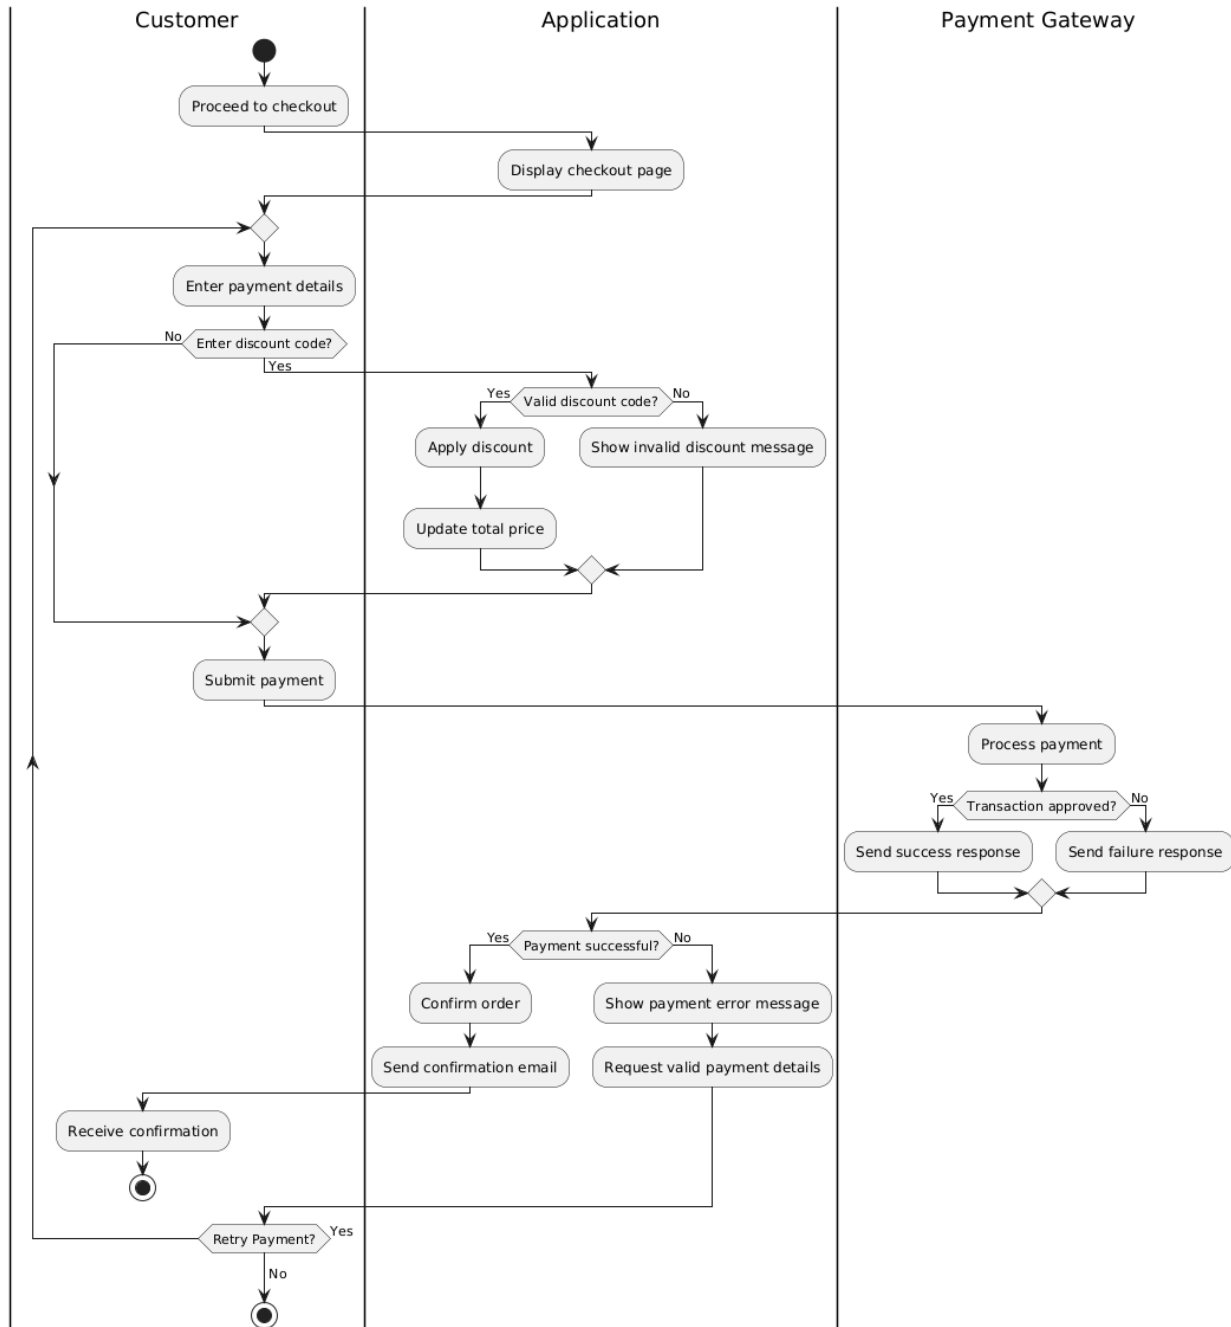 Customer
Application
Payment Gateway
Proceed to checkout
Display checkout page
Enter payment details
No
Enter discount code?
Yes
Yes
Valid discount code?
No
Apply discount
Show invalid discount message
Update total price
Submit payment
Process payment
Yes
Transaction approved?
No
Send success response
Send failure response
Yes
Payment successful?
No
Confirm order
Show payment error message
Send confirmation email
Request valid payment details
Receive confirmation
Retry Payment?
Yes
No